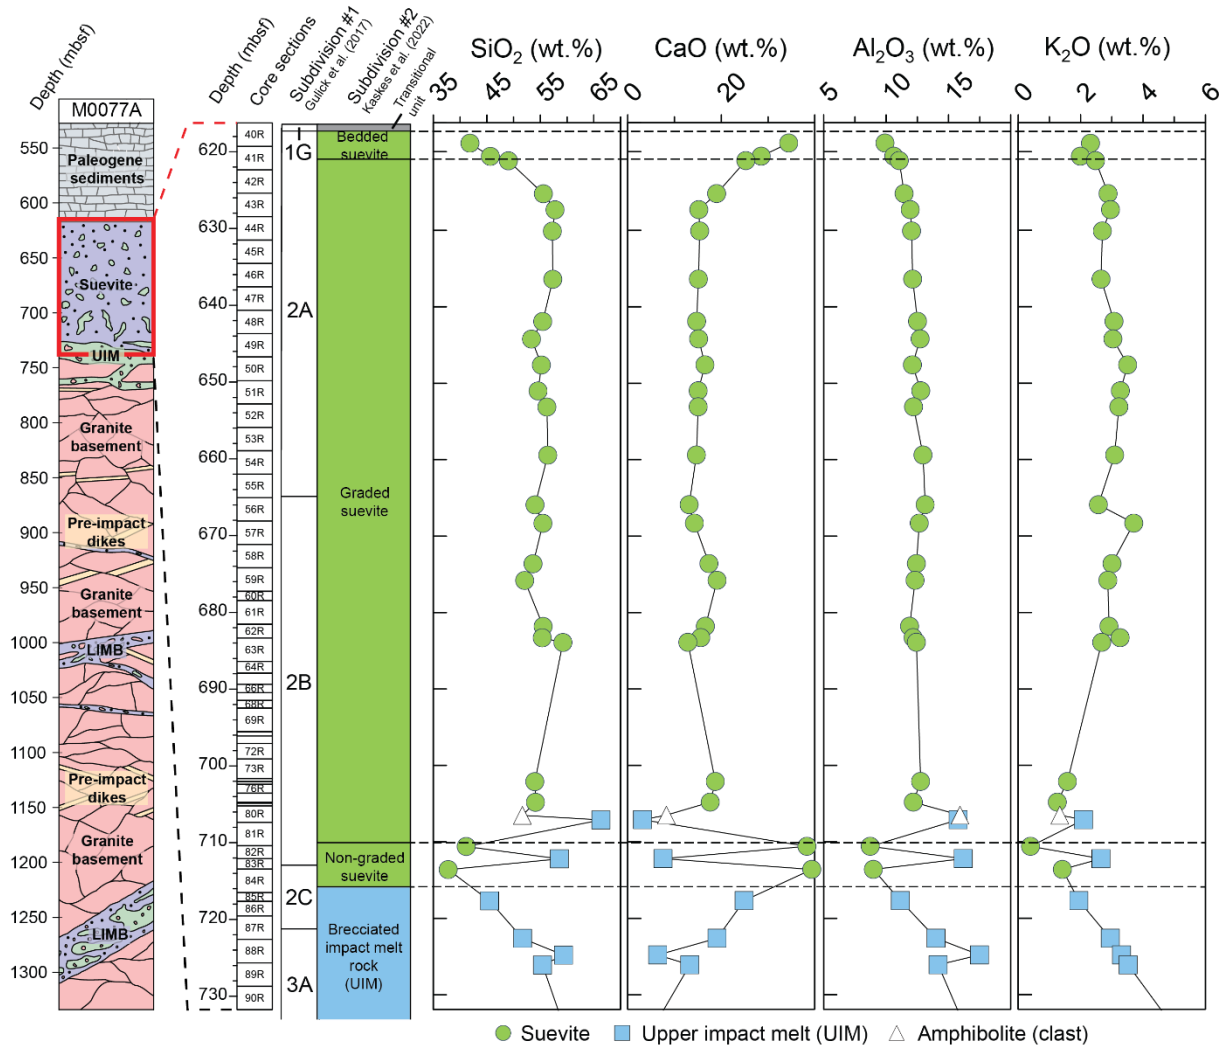 Depth (mbsf)
M0077A
550
600
650
700
750
800
850
900
950
1000
1050
1100
1150
1200
1250
1300
Paleogene
sediments
Suevite
UIM
Granite
basement
Pre-impact
dikes
Granite
basement
LIMB
Pre-impact
dikes
Granite
basement
LIMB
Depth (mbsf)
620
630
640
650
660
670
680
690
700
710
720
730
Core sections
40R
41R
42R
43R
44R
45R
46R
47R
48R
49R
50R
51R
52R
53R
54R
55R
56R
57R
58R
59R
60R
61R
62R
63R
64R
66R
68R
69R
72R
73R
76R
80R
81R
82R
83R
84R
85R
86R
87R
88R
89R
90R
Subdivision #1
Gulick et al. (2017)
I
1G
2A
2B
2C
3A
Subdivision #2
Kaskes et al. (2022)
Transitional
unit
Bedded
suevite
Graded
suevite
Non-graded
suevite
Brecciated
impact melt
rock
(UIM)
SiO2 (wt.%)
35 45 55 65
CaO (wt.%)
0 20
Al2O3 (wt.%)
10 15
K2O (wt.%)
0 2 4 6
Suevite
Upper impact melt (UIM)
Amphibolite (clast)